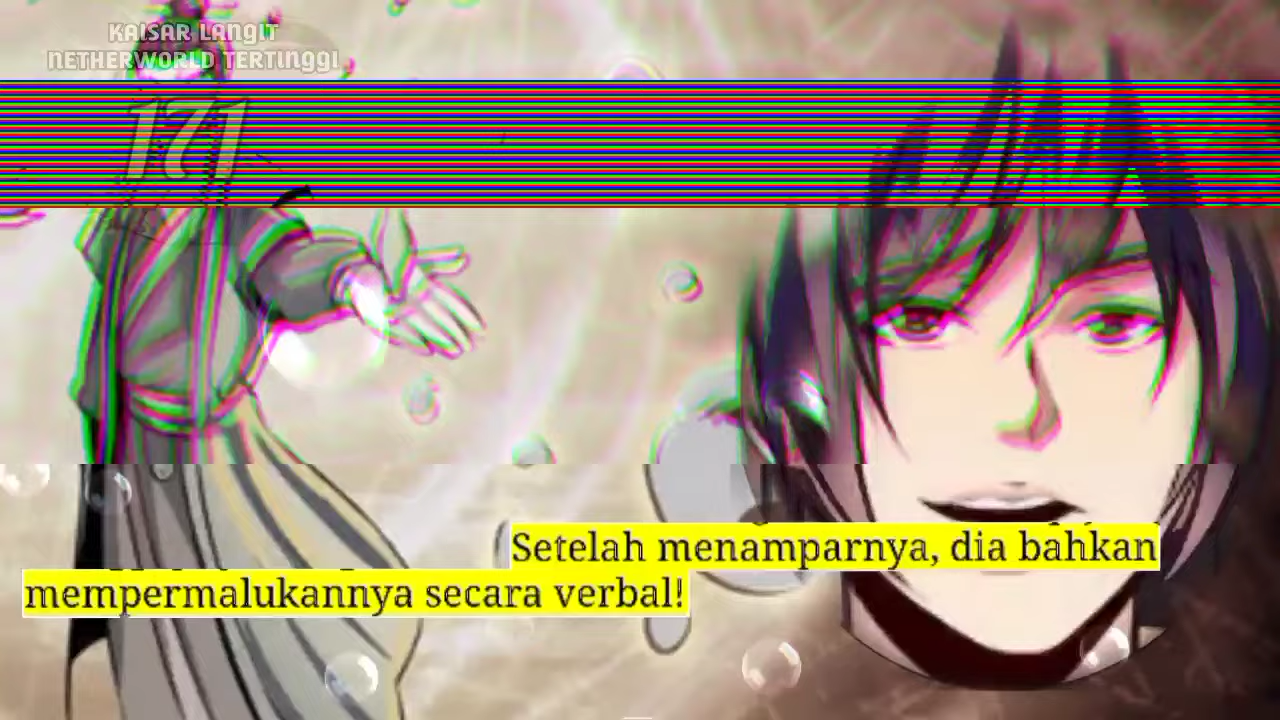 KAISAR LANGIT
NETHERWORLD TERTINGGI
171
Setelah menamparnya, dia bahkan
mempermalukannya secara verbal!